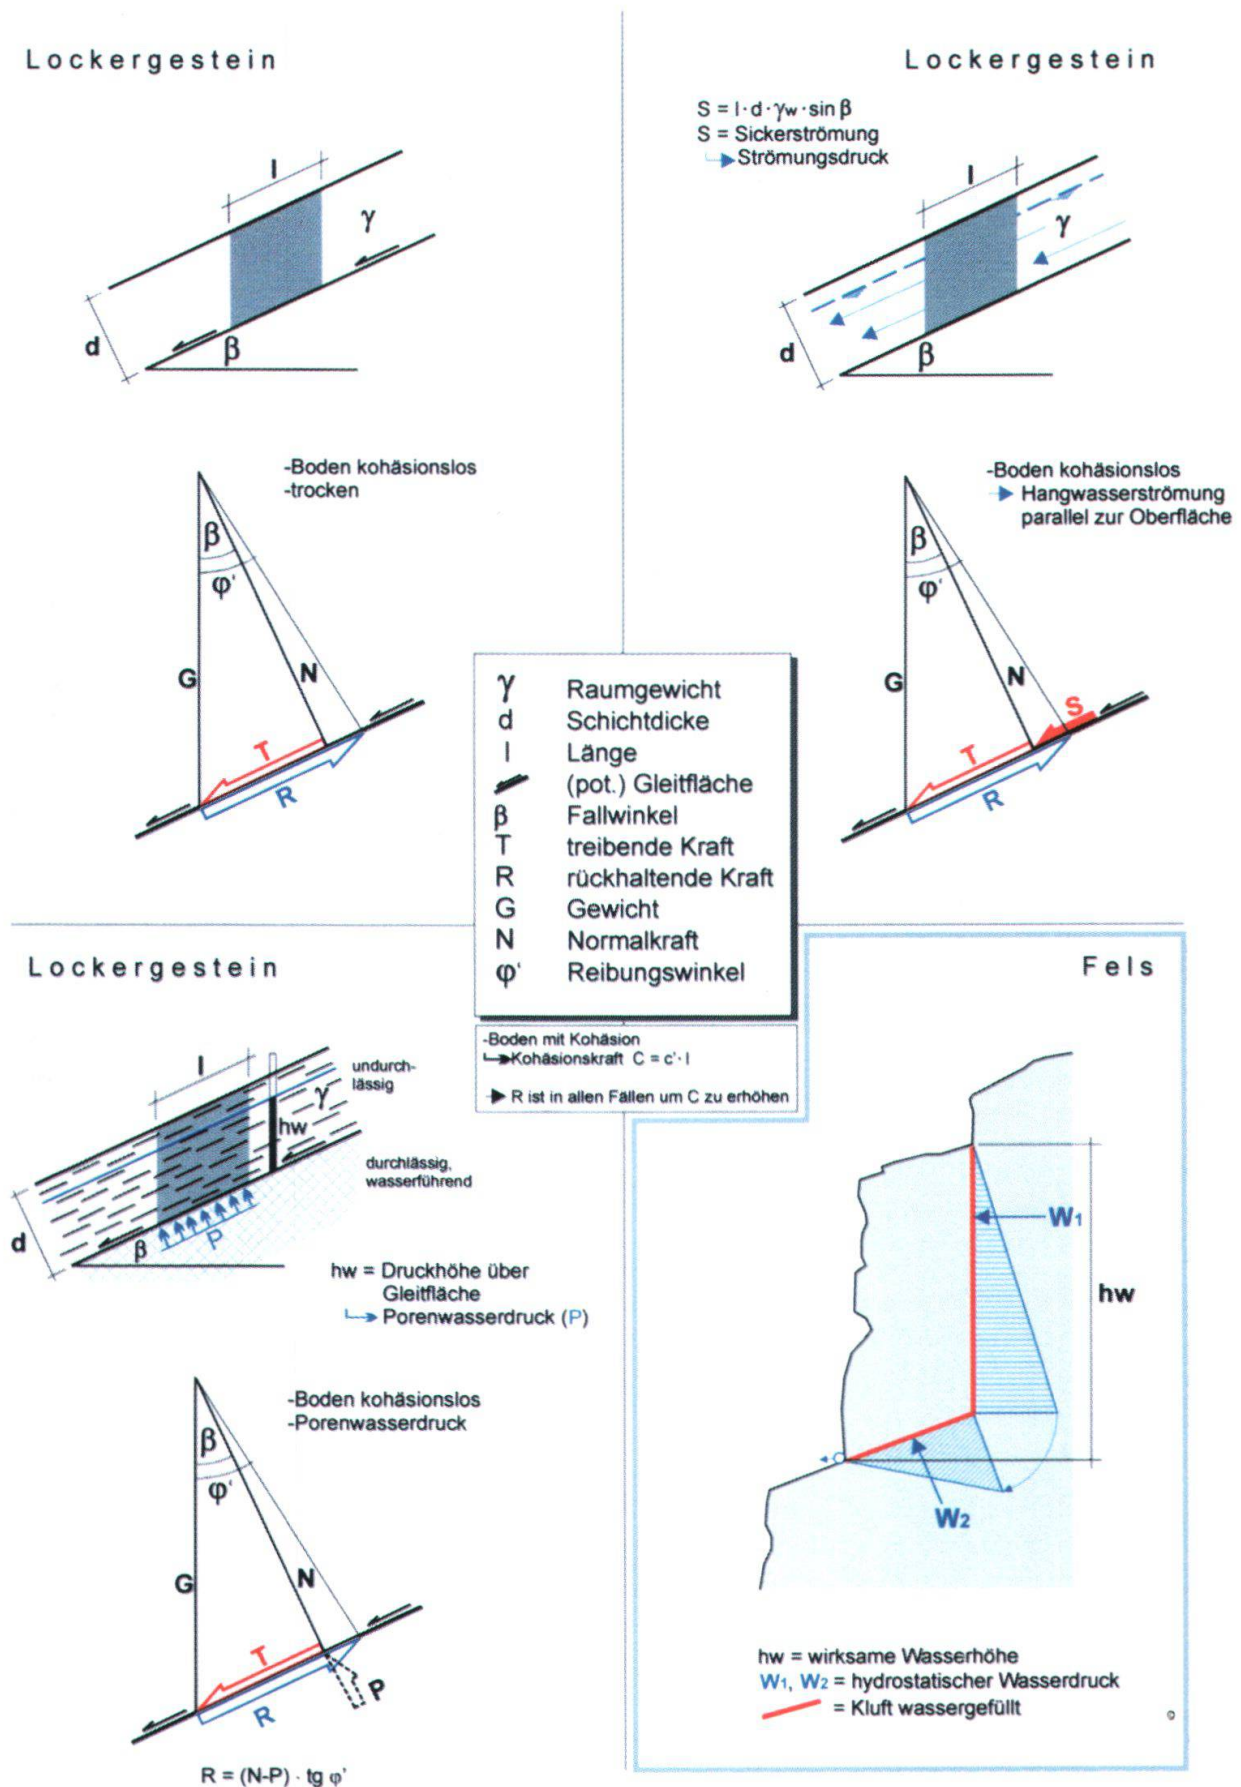 Lockergestein
l
γ
d
β
-Boden kohäsionslos
-trocken
β
φ'
G
N
T
R
Lockergestein
S = l·d·γw·sin β
S = Sickerströmung
Strömungsdruck
l
γ
d
β
-Boden kohäsionslos
Hangwasserströmung
parallel zur Oberfläche
β
φ'
G
N
S
T
R
γ Raumgewicht
d Schichtdicke
l Länge
(pot.) Gleitfläche
β Fallwinkel
T treibende Kraft
R rückhaltende Kraft
G Gewicht
N Normalkraft
φ' Reibungswinkel
-Boden mit Kohäsion
Kohäsionskraft C = c'· l
R ist in allen Fällen um C zu erhöhen
Lockergestein
l
undurch-
lässig
γ
hw
durchlässig,
wasserführend
d
β
P
hw = Druckhöhe über
Gleitfläche
Porenwasserdruck (P)
-Boden kohäsionslos
-Porenwasserdruck
β
φ'
G
N
T
P
R
R = (N-P) · tg φ'
Fels
W1
hw
W2
hw = wirksame Wasserhöhe
W1, W2 = hydrostatischer Wasserdruck
= Kluft wassergefüllt